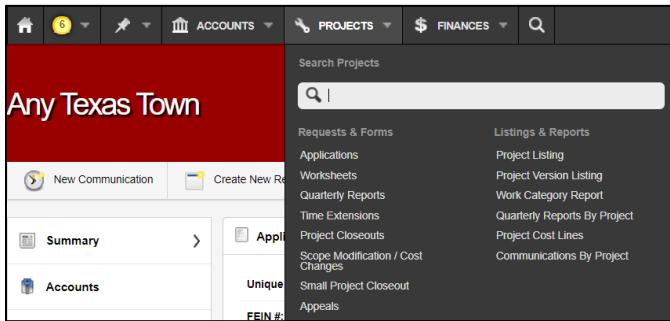 6 ACCOUNTS PROJECTS $ FINANCES
Search Projects
Any Texas Town
Requests & Forms Listings & Reports
Applications Project Listing
New Communication Create New Re Worksheets Project Version Listing
Quarterly Reports Work Category Report
Time Extensions Quarterly Reports By Project
Summary Appli Project Closeouts Project Cost Lines
Scope Modification / Cost Communications By Project
Changes
Accounts Unique Small Project Closeout
Appeals
FEIN #: